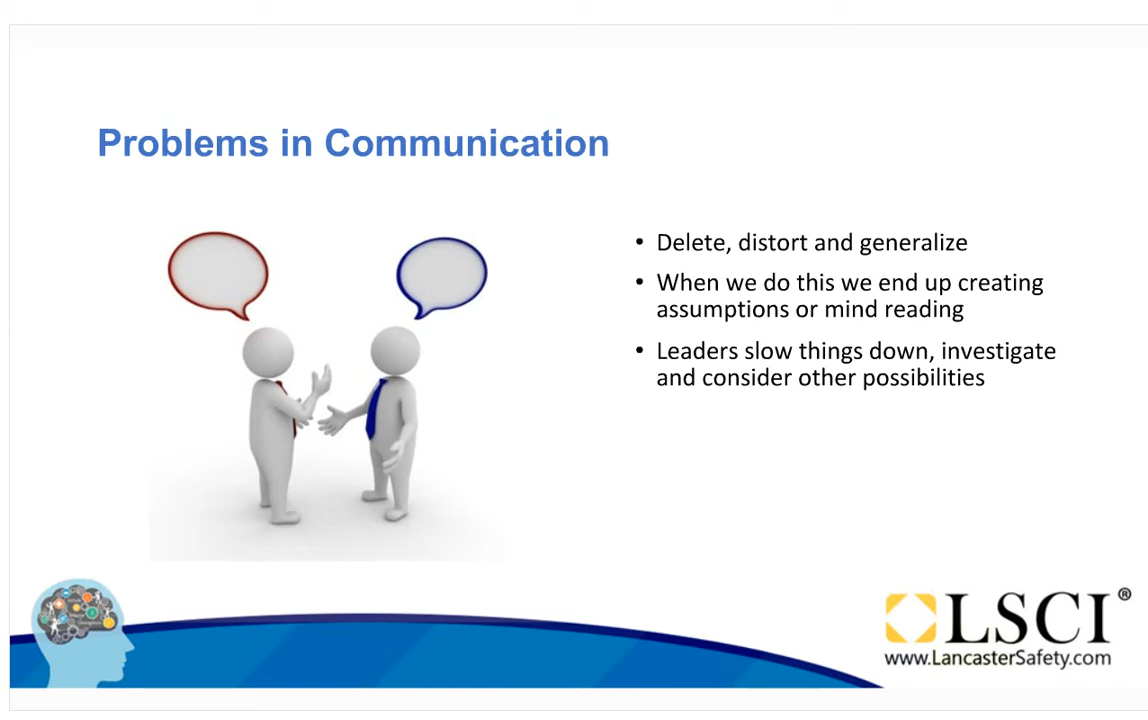 Problems in Communication
• Delete, distort and generalize
• When we do this we end up creating
assumptions or mind reading
• Leaders slow things down, investigate
and consider other possibilities
LSCI®
www.LancasterSafety.com